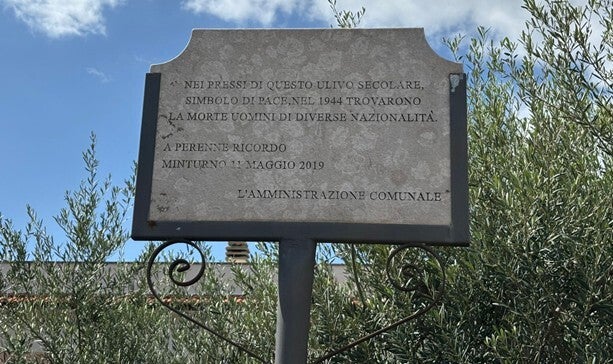 NEI PRESSI DI QUESTO ULIVO SECOLARE,
SIMBOLO DI PACE,NEL 1944 TROVARONO
LA MORTE UOMINI DI DIVERSE NAZIONALITÀ.
A PERENNE RICORDO
MINTURNO 11 MAGGIO 2019
L'AMMINISTRAZIONE COMUNALE